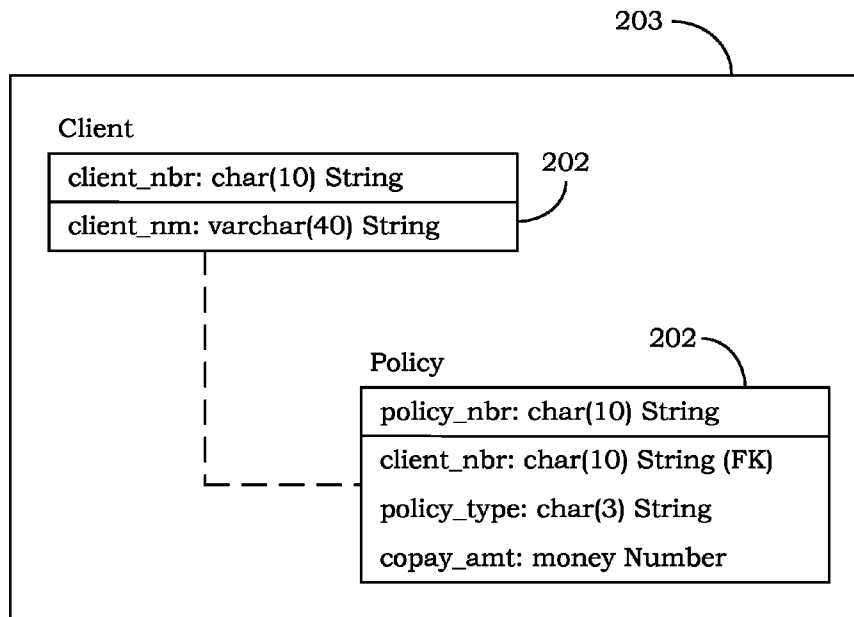 203
Client
client_nbr: char(10) String
202
client_nm: varchar(40) String
202
Policy
policy_nbr: char(10) String
client_nbr: char(10) String (FK)
policy_type: char(3) String
copay_amt: money Number